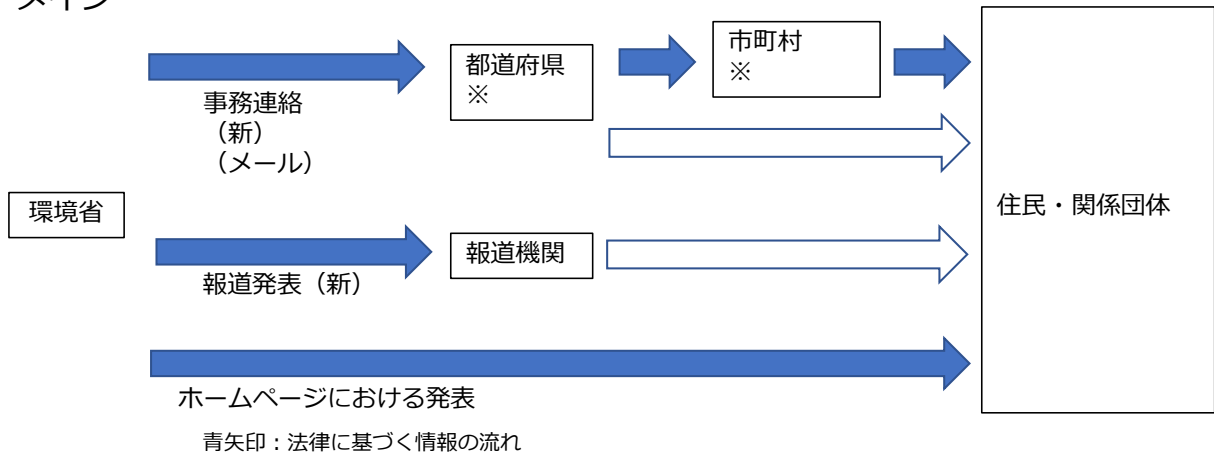 メイン
環境省
事務連絡
（新）
（メール）
都道府県
※
市町村
※
住民・関係団体
報道発表（新）
報道機関
ホームページにおける発表
青矢印：法律に基づく情報の流れ